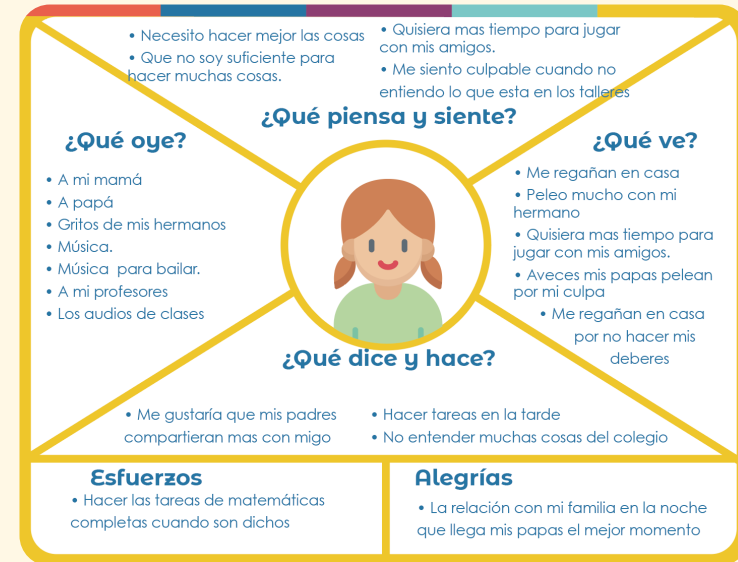 • Necesito hacer mejor las cosas
• Que no soy suficiente para
hacer muchas cosas.
• Quisiera mas tiempo para jugar
con mis amigos.
• Me siento culpable cuando no
entiendo lo que esta en los talleres
¿Qué piensa y siente?
¿Qué oye?
• A mi mamá
• A papá
• Gritos de mis hermanos
• Música.
• Música para bailar.
• A mi profesores
• Los audios de clases
¿Qué ve?
• Me regañan en casa
• Peleo mucho con mi
hermano
• Quisiera mas tiempo para
jugar con mis amigos.
• Aveces mis papas pelean
por mi culpa
• Me regañan en casa
por no hacer mis
deberes
¿Qué dice y hace?
• Me gustaría que mis padres
compartieran mas con migo
• Hacer tareas en la tarde
• No entender muchas cosas del colegio
Esfuerzos
• Hacer las tareas de matemáticas
completas cuando son dichos
Alegrías
• La relación con mi familia en la noche
que llega mis papas el mejor momento